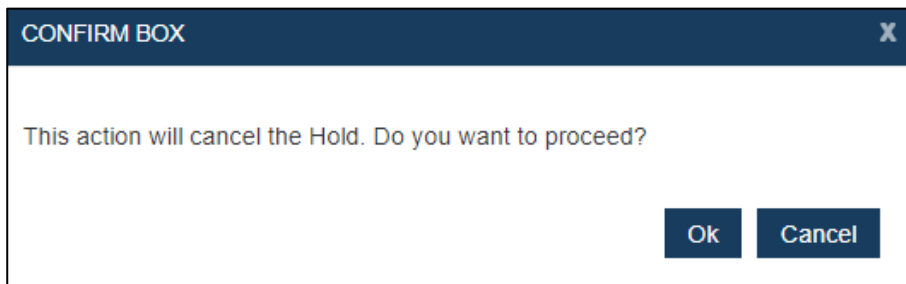 CONFIRM BOX X
This action will cancel the Hold. Do you want to proceed?
Ok Cancel